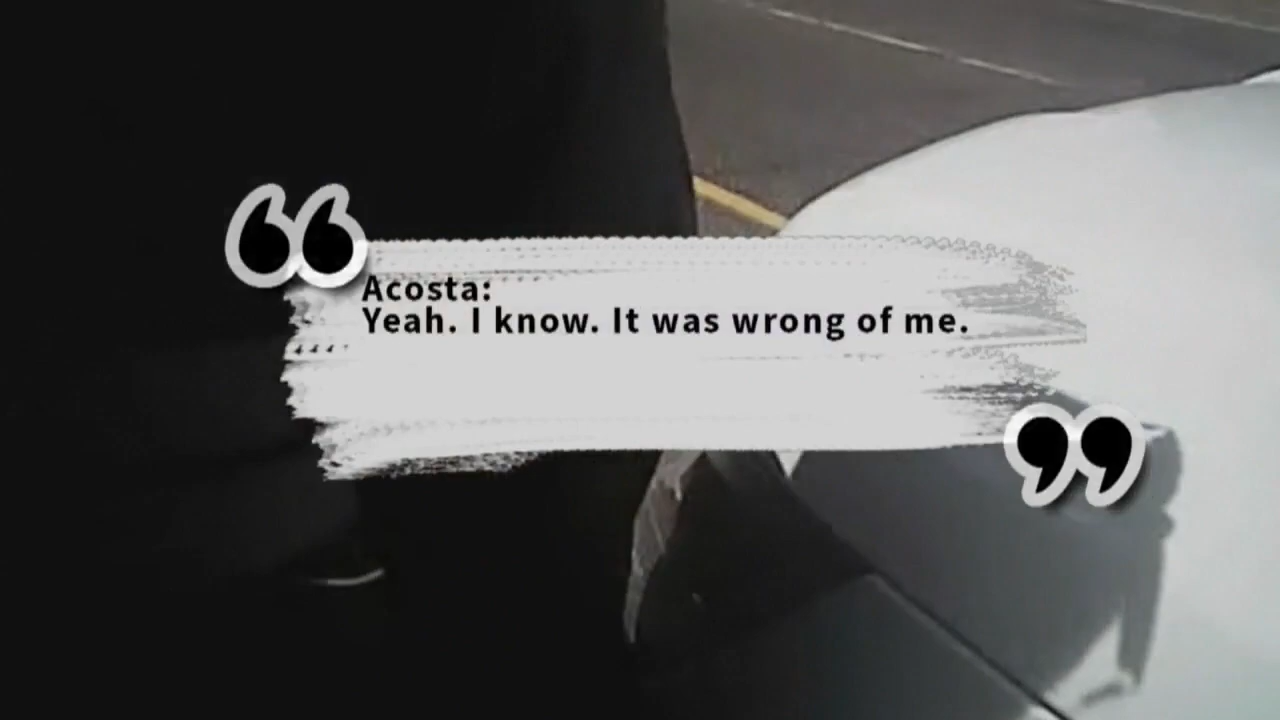 Acosta:
Yeah. I know. It was wrong of me.